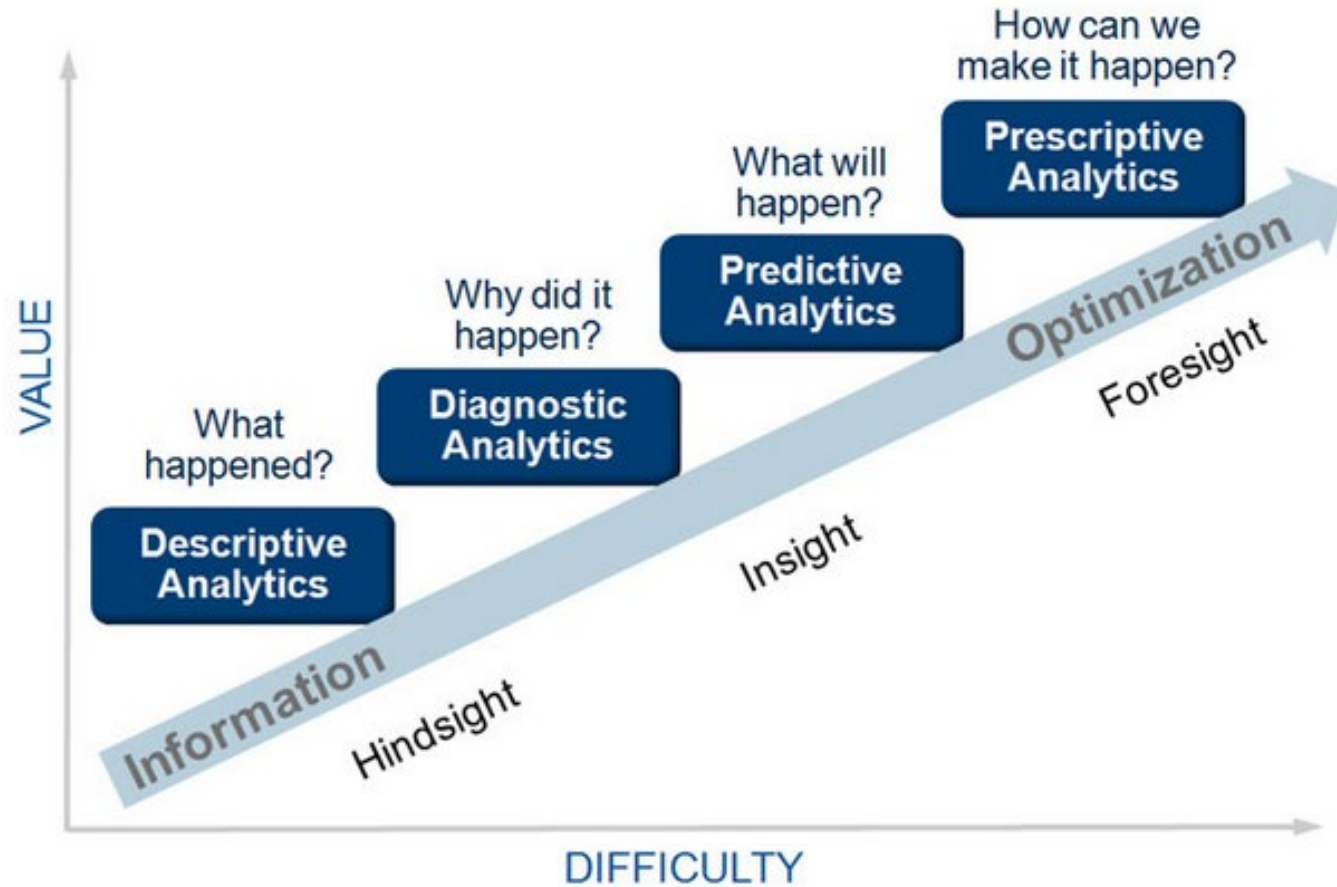 How can we
make it happen?
Prescriptive
Analytics
What will
happen?
Predictive
Analytics
Why did it
happen?
Diagnostic
Analytics
What
happened?
Descriptive
Analytics
VALUE
Information
Optimization
Hindsight
Insight
Foresight
DIFFICULTY